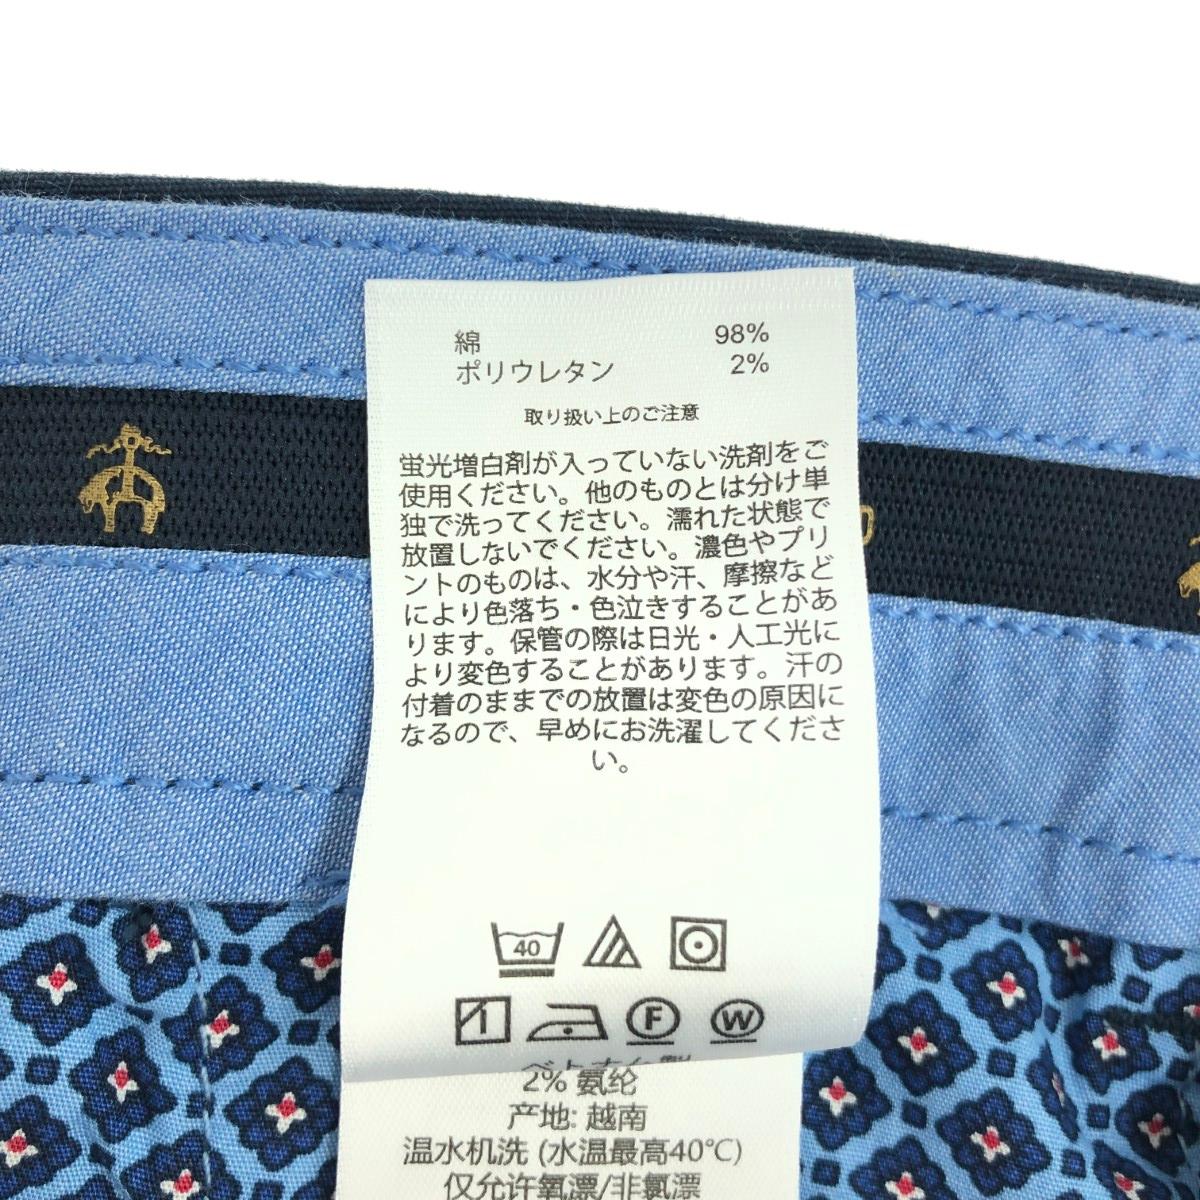 綿 98%
ポリウレタン 2%
取り扱い上のご注意
蛍光増白剤が入っていない洗剤をご
使用ください。他のものとは分け単
独で洗ってください。濡れた状態で
放置しないでください。濃色やプリ
ントのものは、水分や汗、摩擦など
により色落ち・色泣きすることがあ
ります。保管の際は日光・人工光に
より変色することがあります。汗の
付着のままでの放置は変色の原因に
なるので、早めにお洗濯してくださ
い。
40
F W
2% 氨纶
产地: 越南
温水机洗 (水温最高40℃)
仅允许氧漂/非氯漂